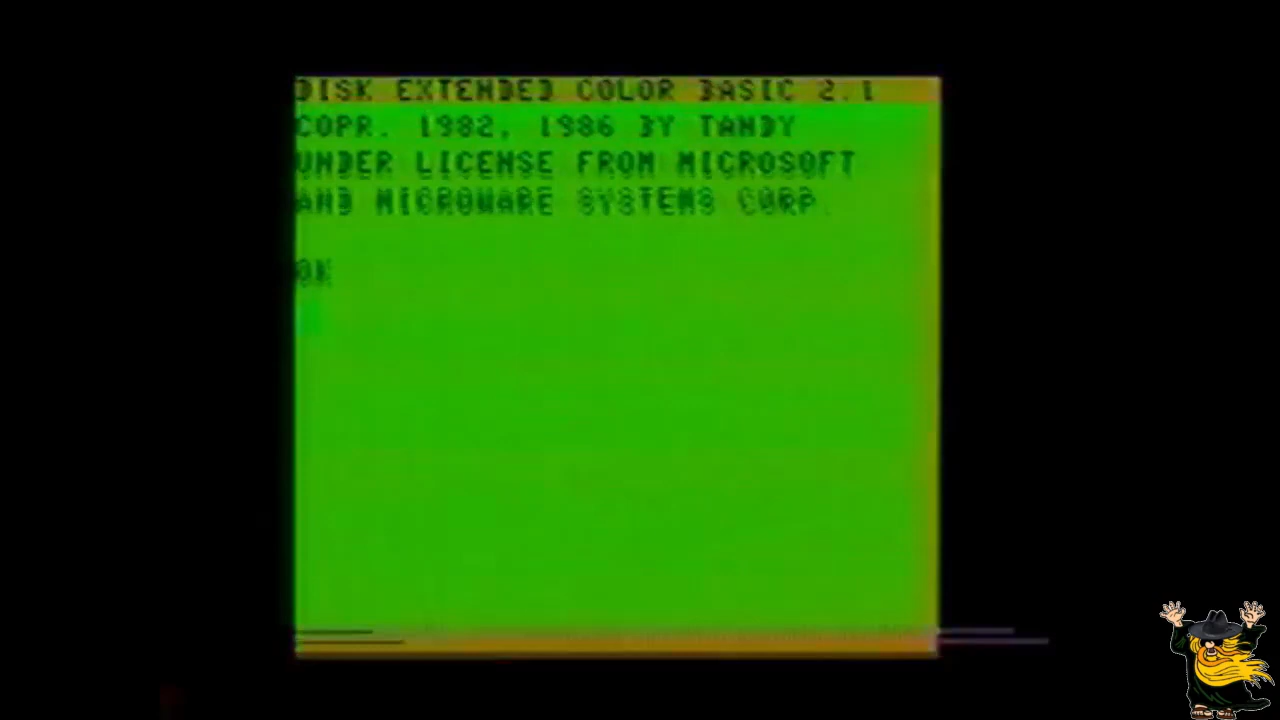 DISK EXTENDED COLOR BASIC 2.1
COPR. 1982, 1986 BY TANDY
UNDER LICENSE FROM MICROSOFT
AND MICROWARE SYSTEMS CORP.
OK